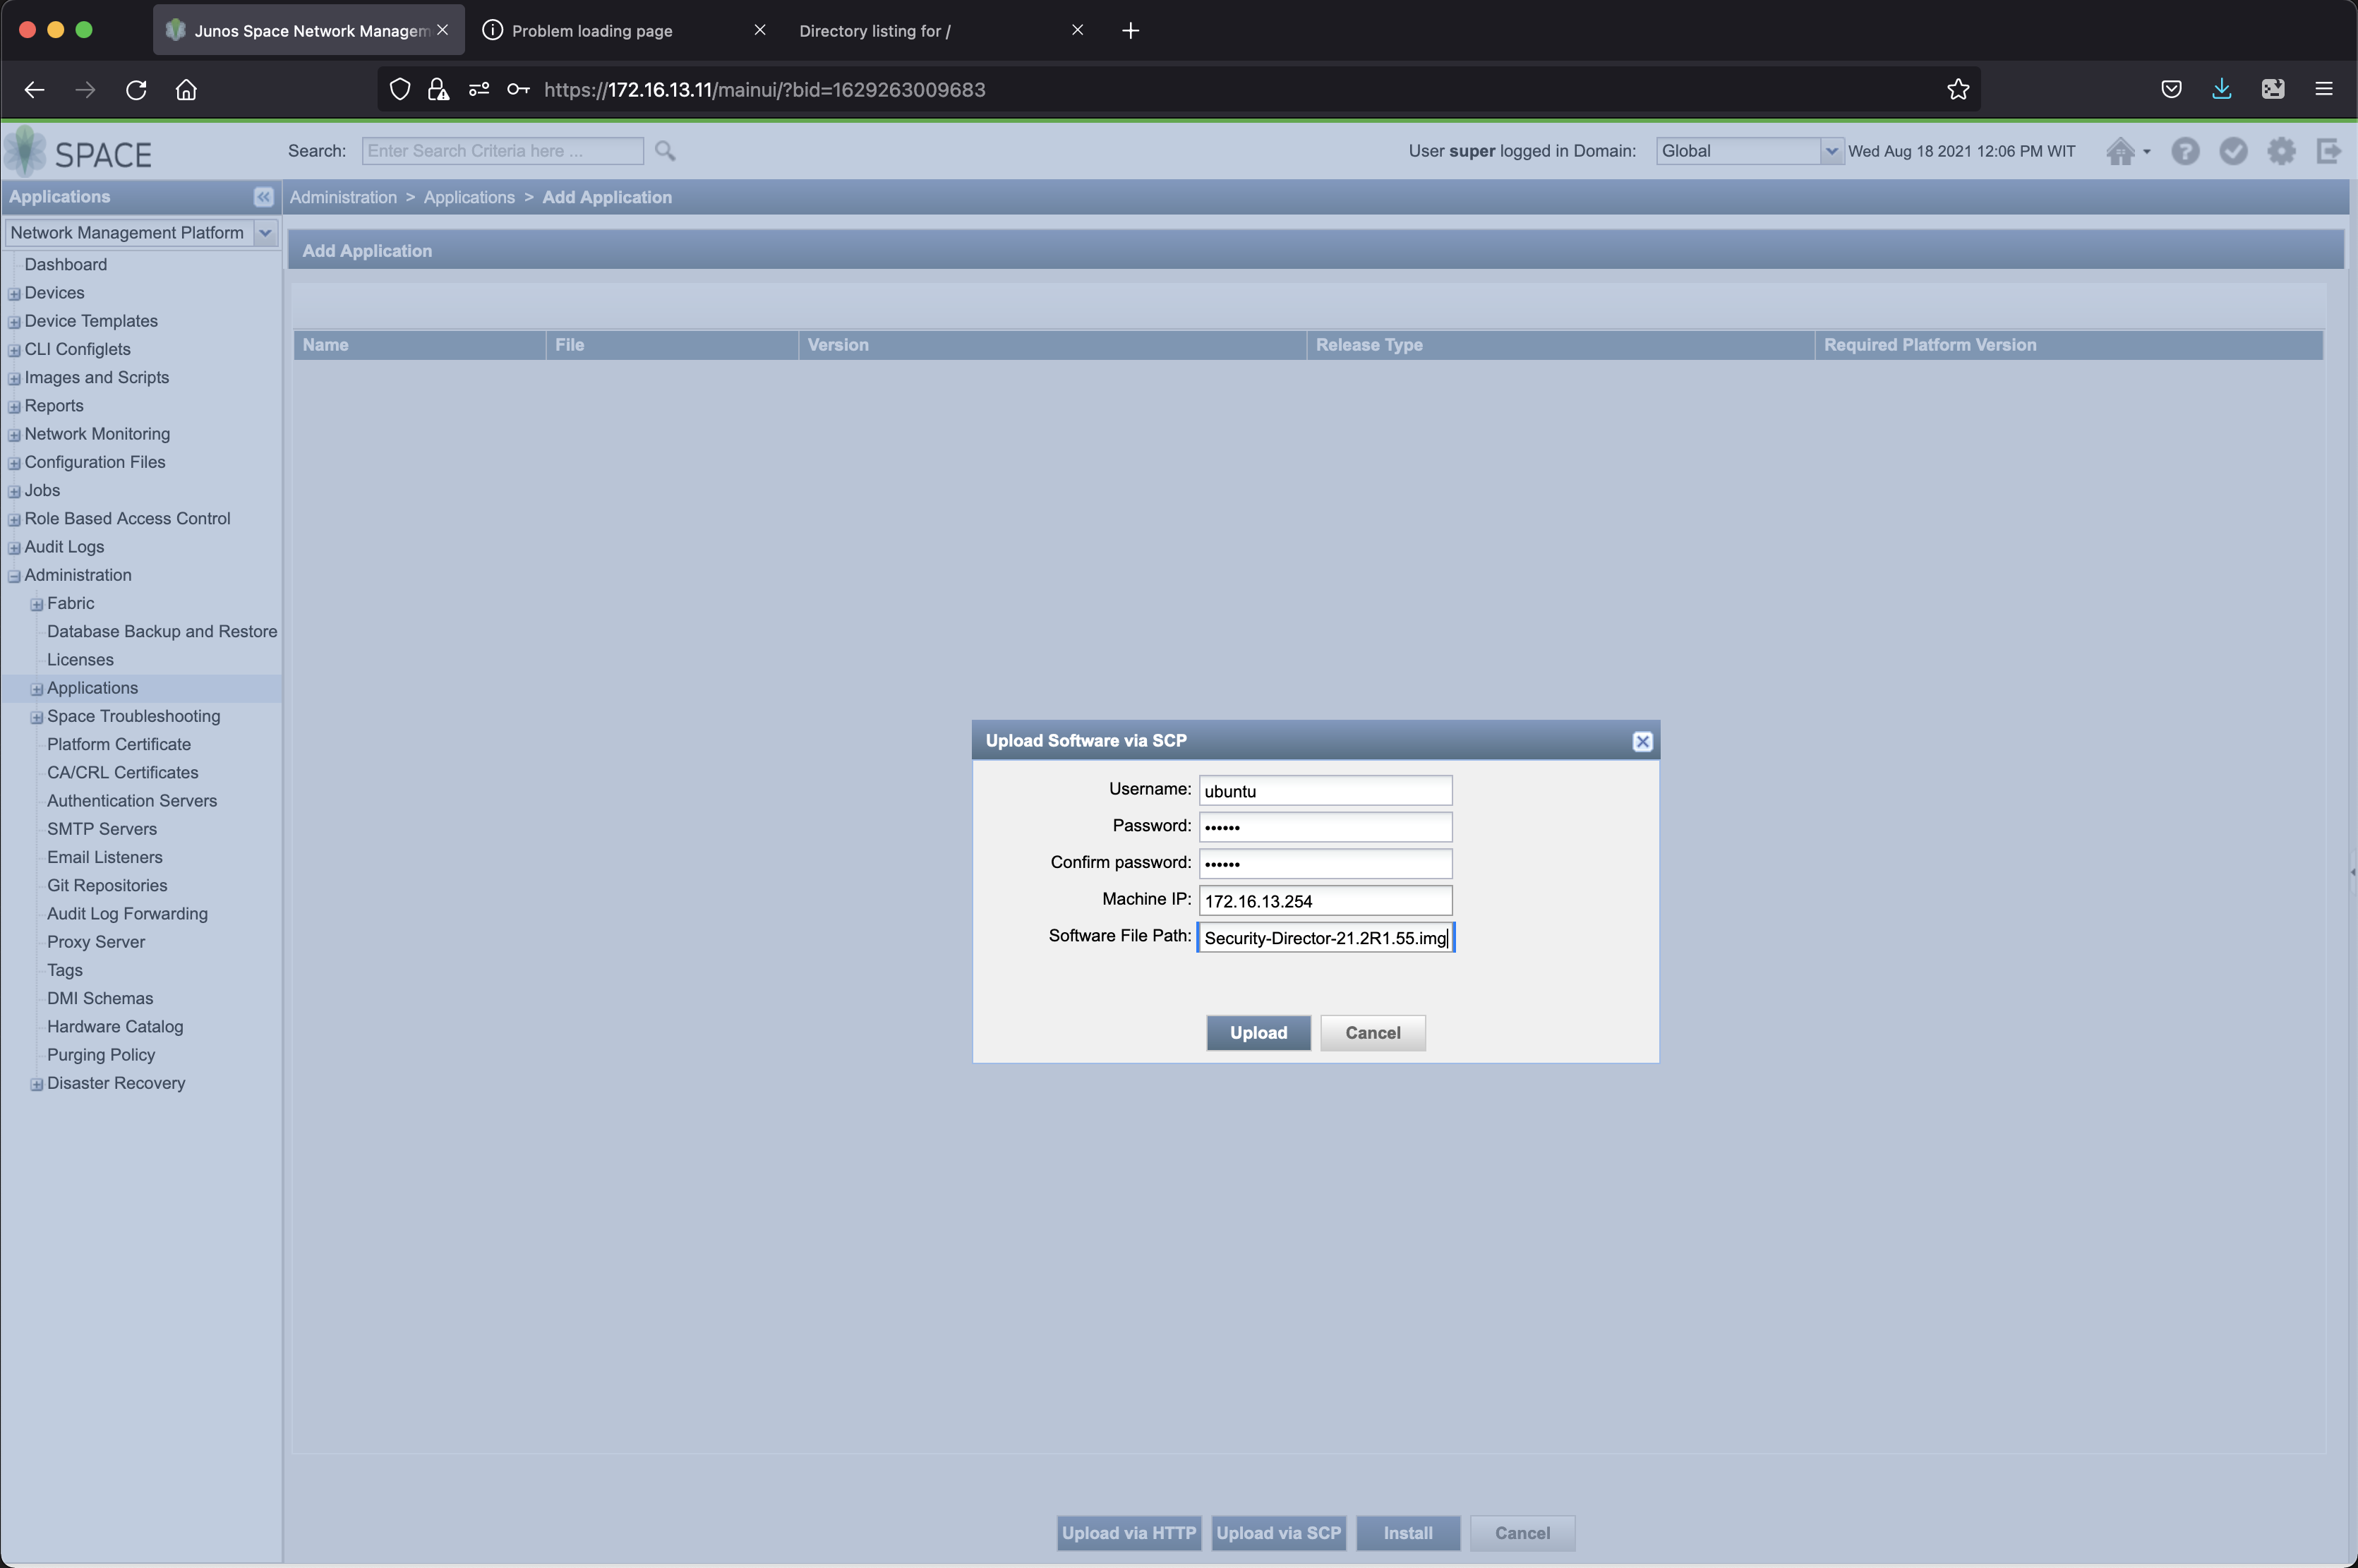 Junos Space Network Managem
Problem loading page
Directory listing for /
https://172.16.13.11/mainui/?bid=1629263009683
SPACE
Search: Enter Search Criteria here ...
User super logged in Domain: Global Wed Aug 18 2021 12:06 PM WIT
Applications
Administration > Applications > Add Application
Network Management Platform
Add Application
Dashboard
Devices
Device Templates
CLI Configlets
Images and Scripts
Reports
Network Monitoring
Configuration Files
Jobs
Role Based Access Control
Audit Logs
Administration
Fabric
Database Backup and Restore
Licenses
Applications
Space Troubleshooting
Platform Certificate
CA/CRL Certificates
Authentication Servers
SMTP Servers
Email Listeners
Git Repositories
Audit Log Forwarding
Proxy Server
Tags
DMI Schemas
Hardware Catalog
Purging Policy
Disaster Recovery
Name File Version Release Type Required Platform Version
Upload Software via SCP
Username: ubuntu
Password: ••••••
Confirm password: ••••••
Machine IP: 172.16.13.254
Software File Path: Security-Director-21.2R1.55.img
Upload Cancel
Upload via HTTP Upload via SCP Install Cancel